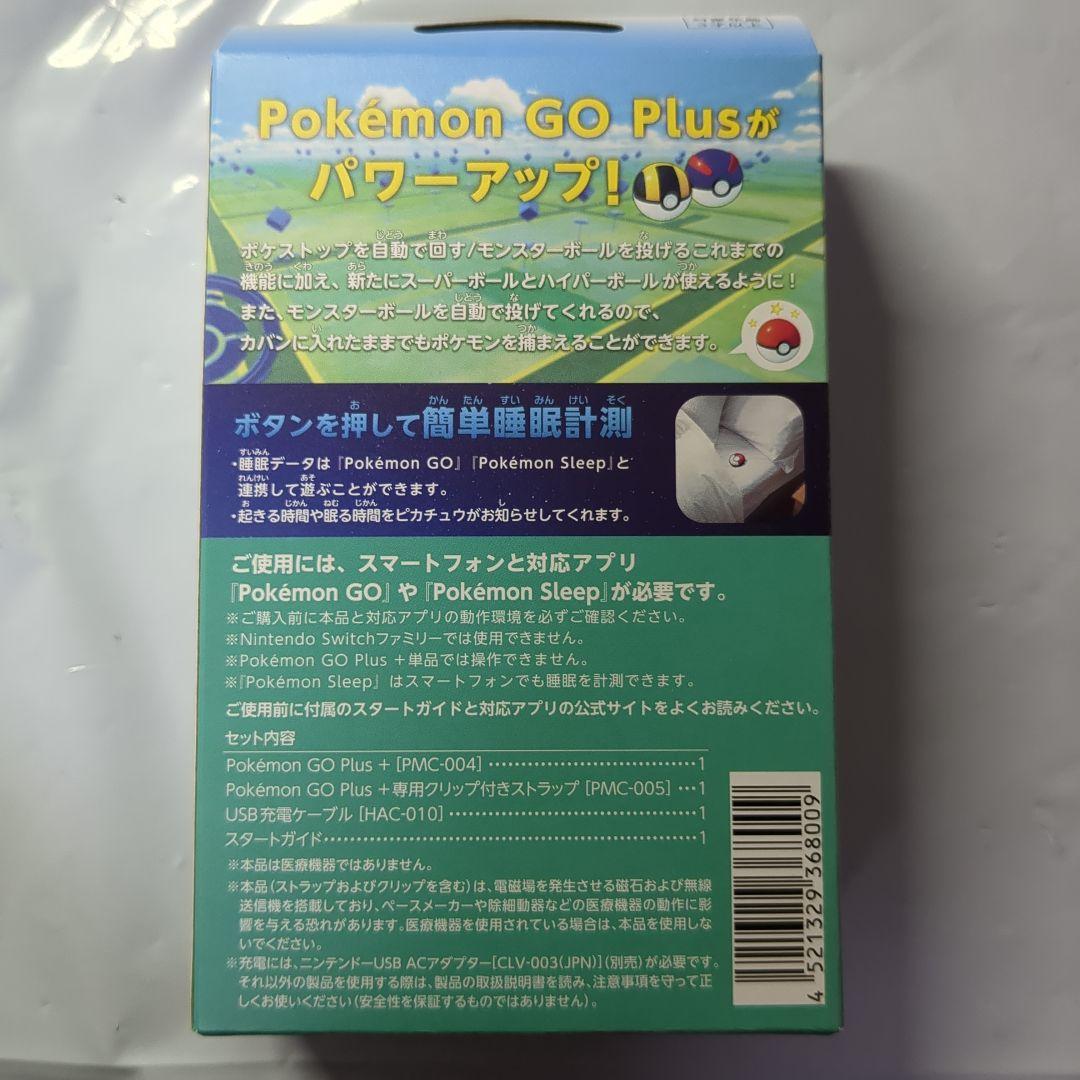 Pokémon GO Plusが
パワーアップ!
ポケストップを自動で回す/モンスターボールを投げるこれまでの
機能に加え、新たにスーパーボールとハイパーボールが使えるように!
また、モンスターボールを自動で投げてくれるので、
カバンに入れたままでもポケモンを捕まえることができます。
ボタンを押して簡単睡眠計測
・睡眠データは『Pokémon GO』『Pokémon Sleep』と
連携して遊ぶことができます。
・起きる時間や眠る時間をピカチュウがお知らせしてくれます。
ご使用には、スマートフォンと対応アプリ
『Pokémon GO』や『Pokémon Sleep』が必要です。
※ご購入前に本品と対応アプリの動作環境を必ずご確認ください。
※Nintendo Switchファミリーでは使用できません。
※Pokémon GO Plus +単品では操作できません。
※『Pokémon Sleep』はスマートフォンでも睡眠を計測できます。
ご使用前に付属のスタートガイドと対応アプリの公式サイトをよくお読みください。
セット内容
Pokémon GO Plus + [PMC-004] ……………………………1
Pokémon GO Plus +専用クリップ付きストラップ [PMC-005] …1
USB充電ケーブル [HAC-010] …………………………………1
スタートガイド……………………………………………………1
※本品は医療機器ではありません。
※本品(ストラップおよびクリップを含む)は、電磁場を発生させる磁石および無線
送信機を搭載しており、ペースメーカーや除細動器などの医療機器の動作に影
響を与える恐れがあります。医療機器を使用されている場合は、本品を使用しな
いでください。
※充電には、ニンテンドーUSB ACアダプター[CLV-003(JPN)](別売)が必要です。
それ以外の製品を使用する際は、製品の取扱説明書を読み、注意事項を守って正
しくお使いください(安全性を保証するものではありません)。
4 521329 368009